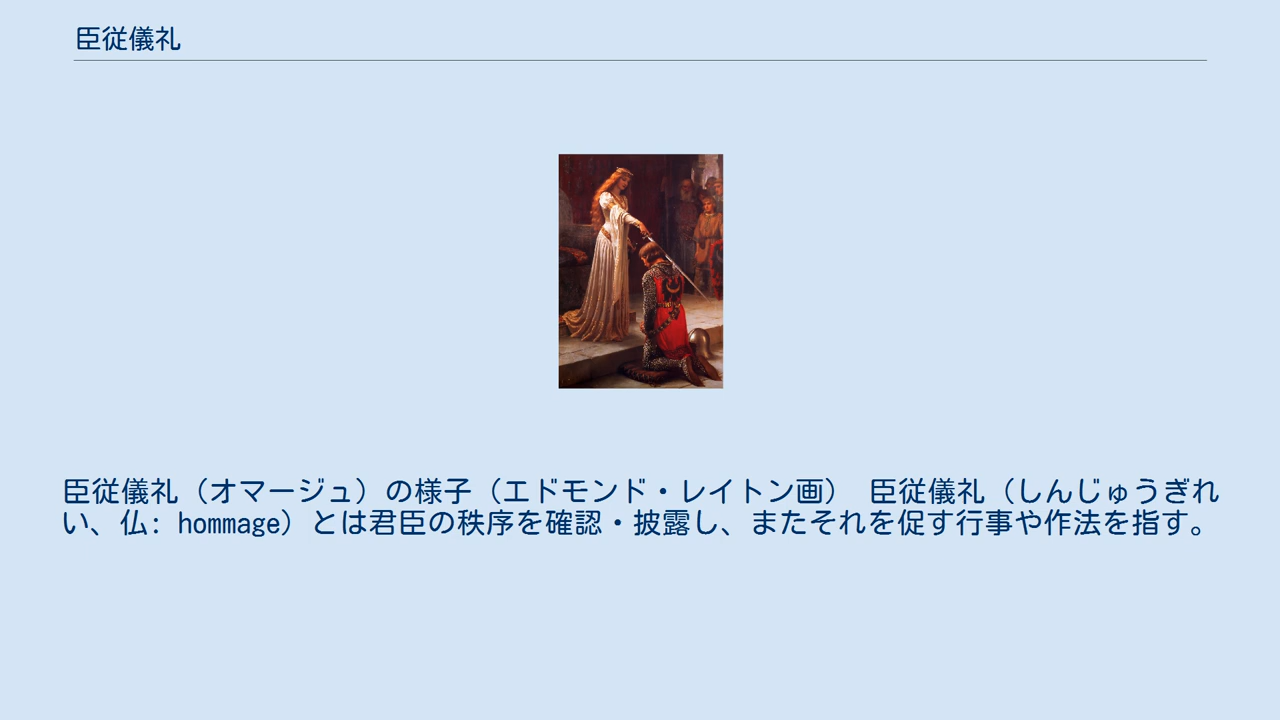 臣従儀礼
臣従儀礼（オマージュ）の様子（エドモンド・レイトン画）　臣従儀礼（しんじゅうぎれ
い、仏: hommage）とは君臣の秩序を確認・披露し、またそれを促す行事や作法を指す。